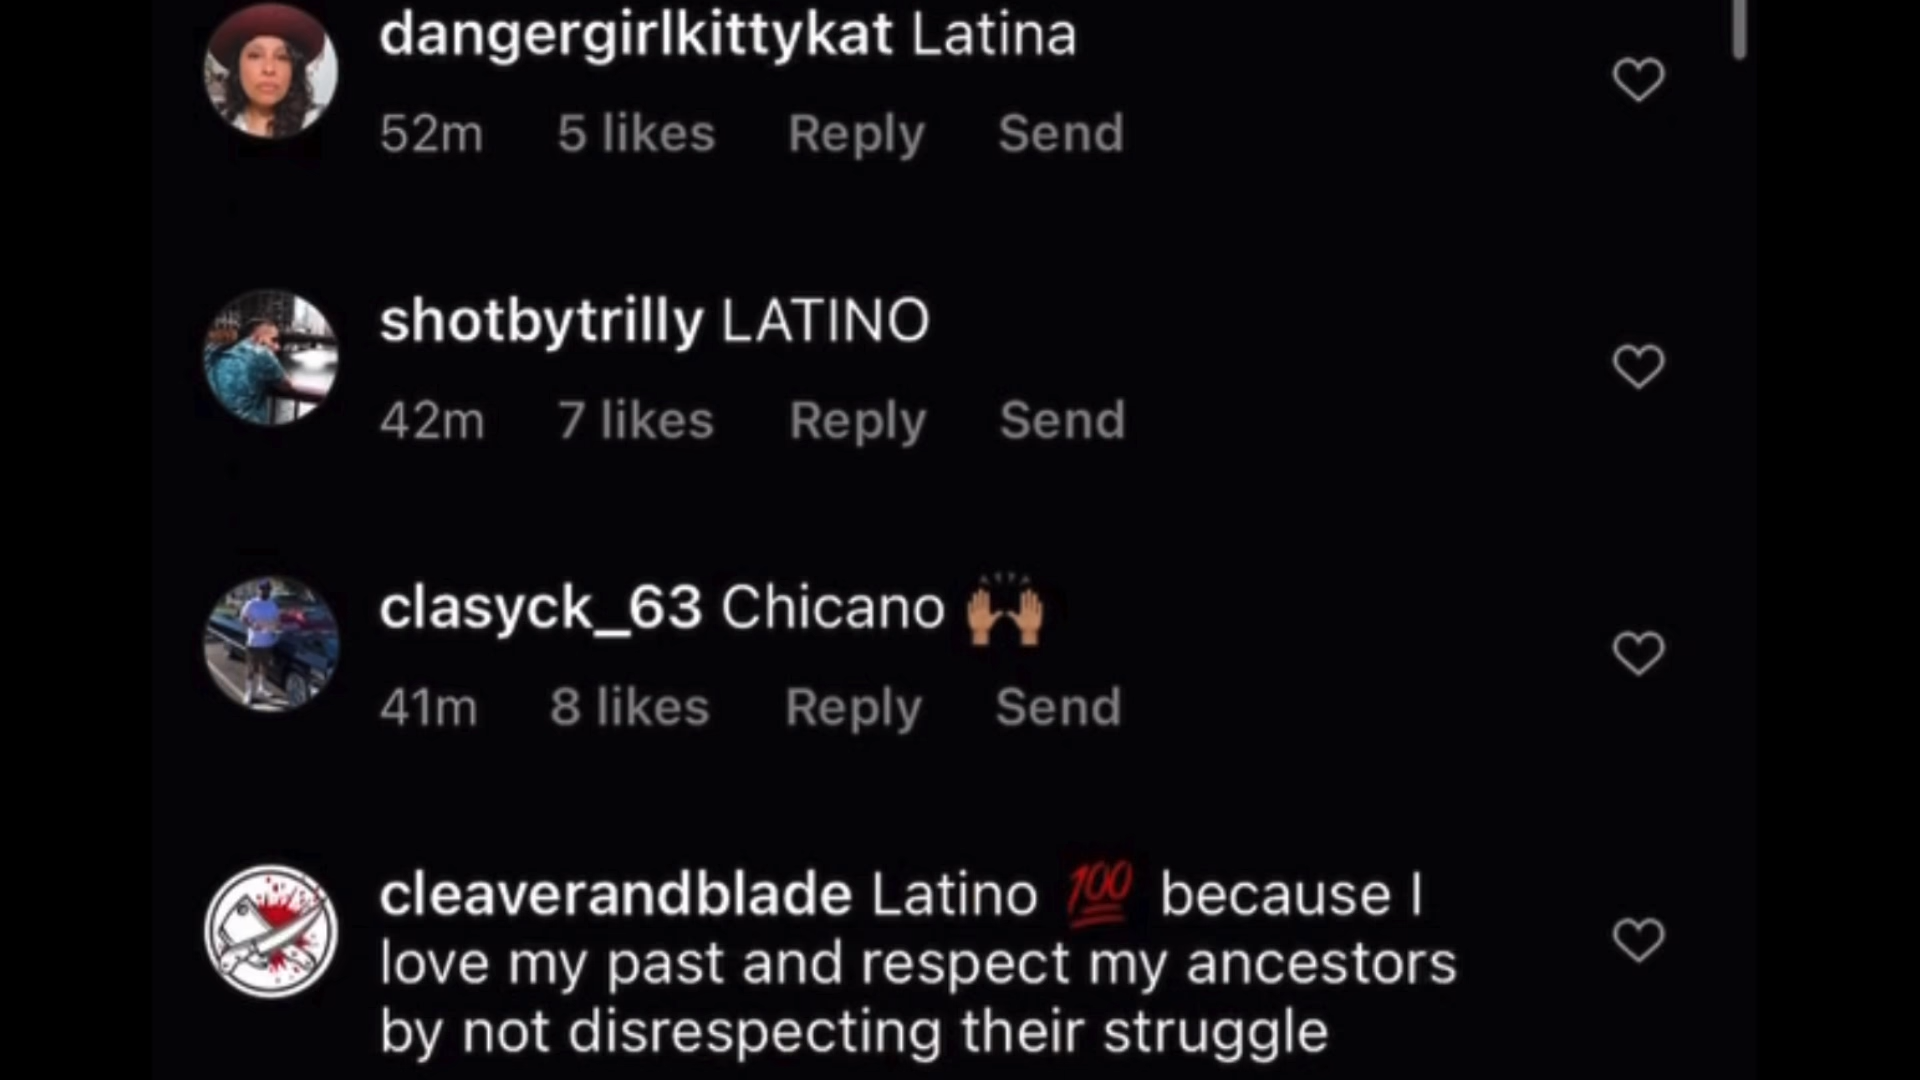 dangergirlkittykat Latina
52m 5 likes Reply Send
shotbytrilly LATINO
42m 7 likes Reply Send
clasyck_63 Chicano 🙌🏽
41m 8 likes Reply Send
cleaverandblade Latino 💯 because I
love my past and respect my ancestors
by not disrespecting their struggle